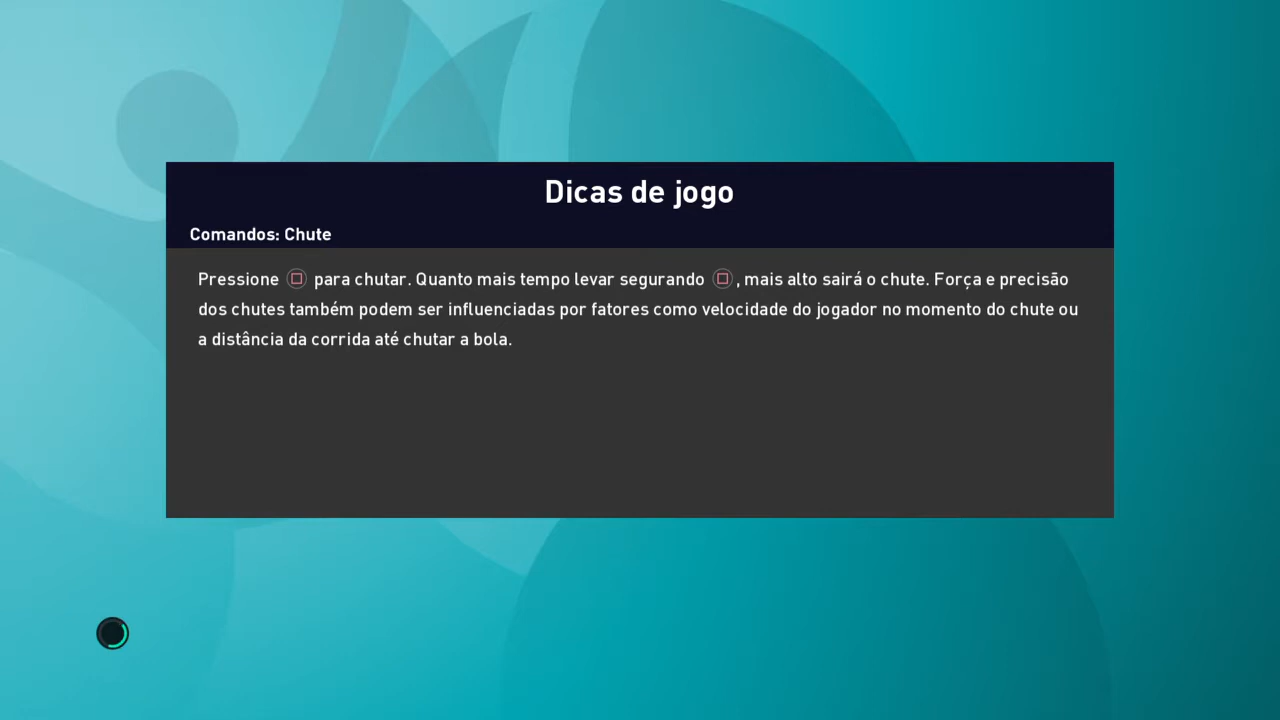 Dicas de jogo
Comandos: Chute
Pressione □ para chutar. Quanto mais tempo levar segurando □, mais alto sairá o chute. Força e precisão
dos chutes também podem ser influenciadas por fatores como velocidade do jogador no momento do chute ou
a distância da corrida até chutar a bola.